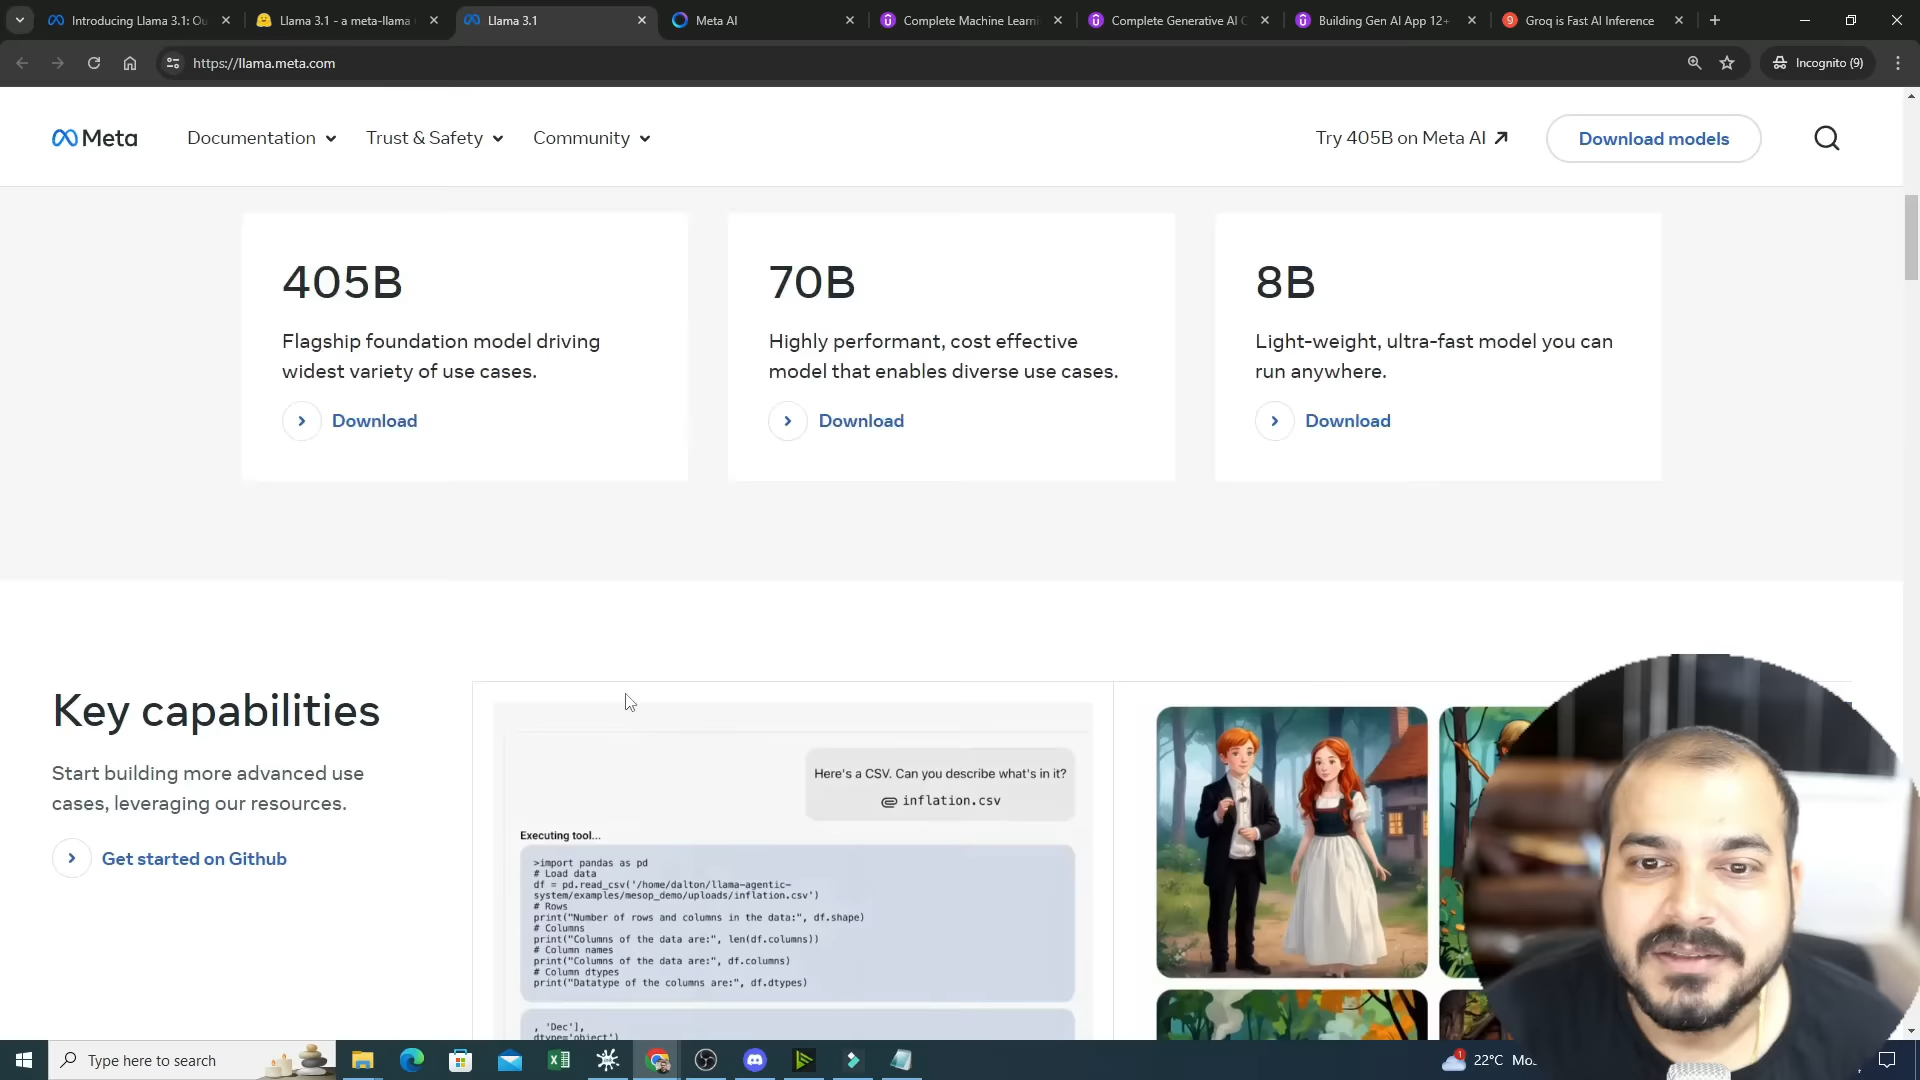 Introducing Llama 3.1: Ou
Llama 3.1 - a meta-llama
Llama 3.1
Meta AI
Complete Machine Learni
Complete Generative AI C
Building Gen AI App 12+
Groq is Fast AI Inference
https://llama.meta.com
Incognito (9)
Meta
Documentation
Trust & Safety
Community
Try 405B on Meta AI
Download models
405B
Flagship foundation model driving
widest variety of use cases.
Download
70B
Highly performant, cost effective
model that enables diverse use cases.
Download
8B
Light-weight, ultra-fast model you can
run anywhere.
Download
Key capabilities
Start building more advanced use
cases, leveraging our resources.
Get started on Github
Here's a CSV. Can you describe what's in it?
inflation.csv
Executing tool...
>import pandas as pd
# Load data
df = pd.read_csv('/home/dalton/llama-agentic-
system/examples/mesop_demo/uploads/inflation.csv')
# Rows
print("Number of rows and columns in the data:", df.shape)
# Columns
print("Columns of the data are:", len(df.columns))
# Column names
print("Columns of the data are:", df.columns)
# Column dtypes
print("Datatype of the columns are:", df.dtypes)
, 'Dec'],
dtype='object')
Type here to search
22°C